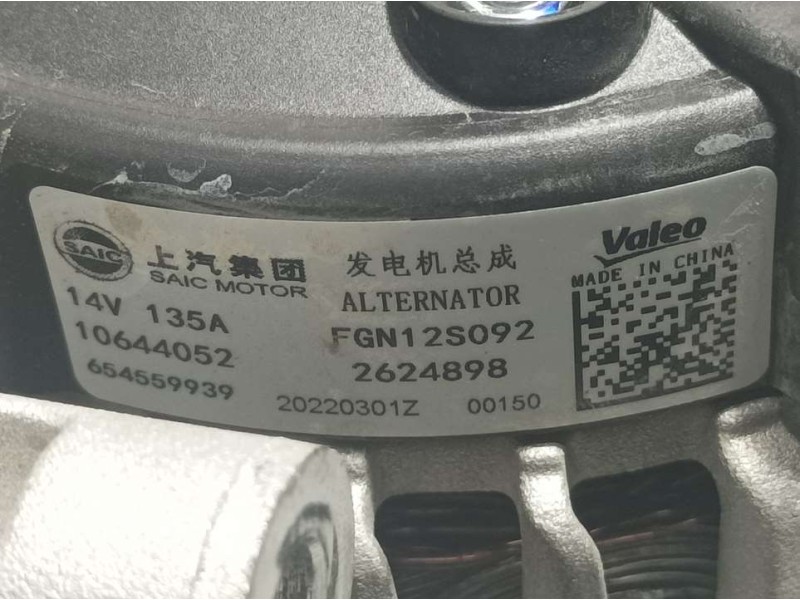 SAIC
上汽集团
SAIC MOTOR
14V 135A
10644052
654559939
发电机总成
ALTERNATOR
FGN12S092
2624898
20220301Z 00150
Valeo
MADE IN CHINA